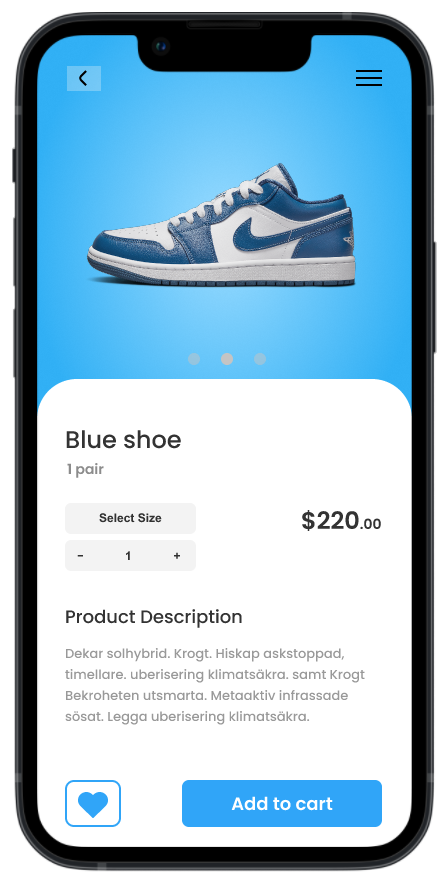 Blue shoe
1 pair
Select Size
$220.00
- 1 +
Product Description
Dekar solhybrid. Krogt. Hiskap askstoppad,
timellare. uberisering klimatsäkra. samt Krogt
Bekroheten utsmarta. Metaaktiv infrassade
sösat. Legga uberisering klimatsäkra.
Add to cart